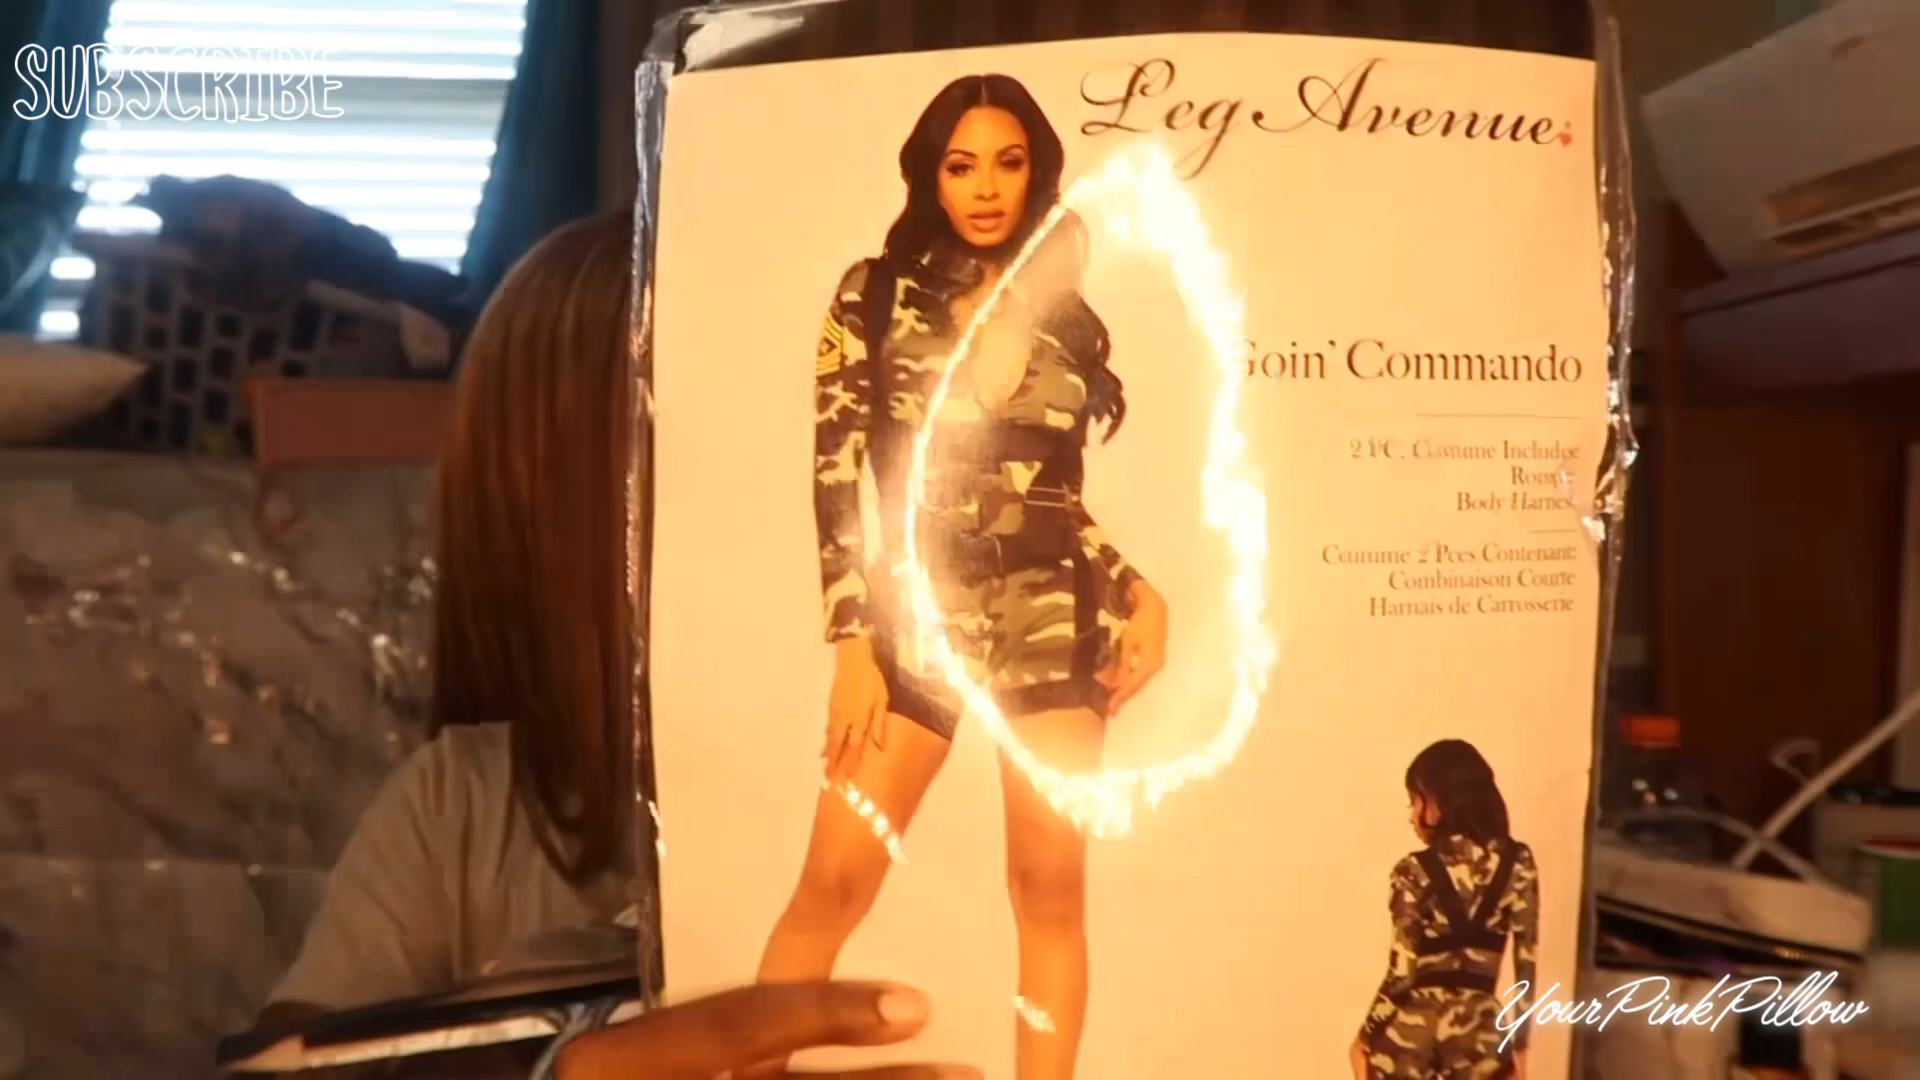 SUBSCRIBE
Leg Avenue
Goin' Commando
2 PC. Costume Includes
Romper
Body Harness
Costume 2 Pces Contenant:
Combinaison Courte
Harnais de Carrosserie
YourPinkPillow